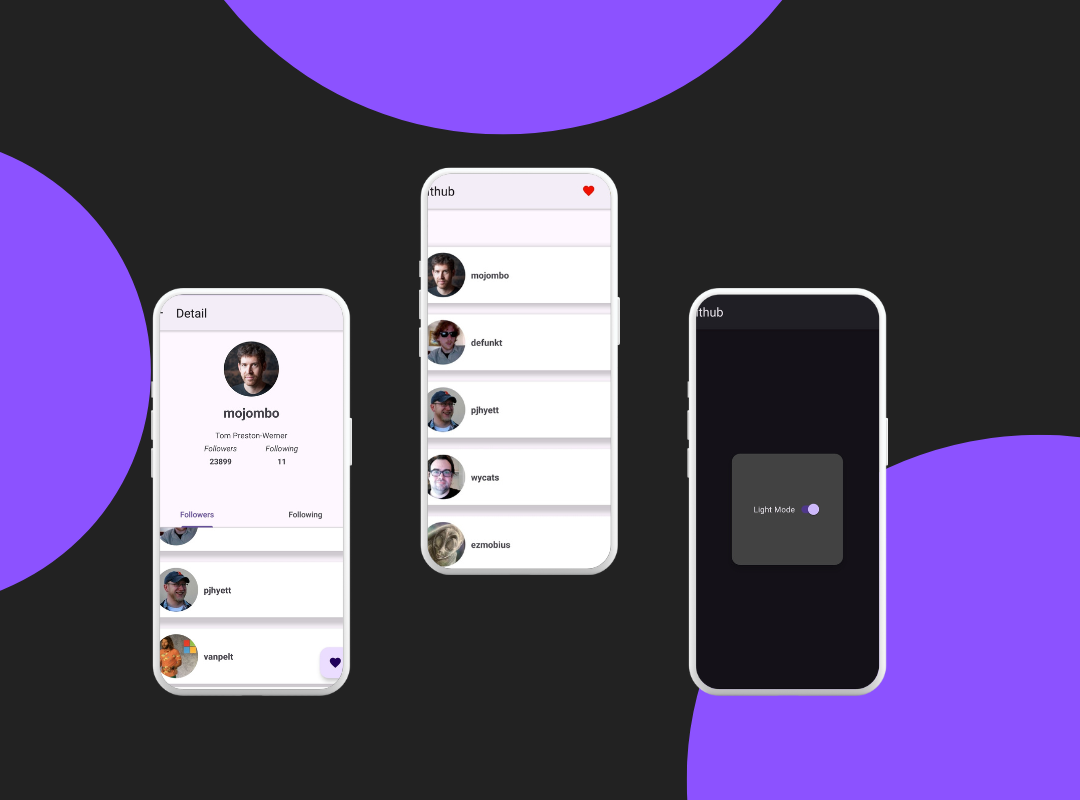 Detail
mojombo
Tom Preston-Werner
Followers Following
23899 11
Followers Following
pjhyett
vanpelt
ithub
mojombo
defunkt
pjhyett
wycats
ezmobius
ithub
Light Mode